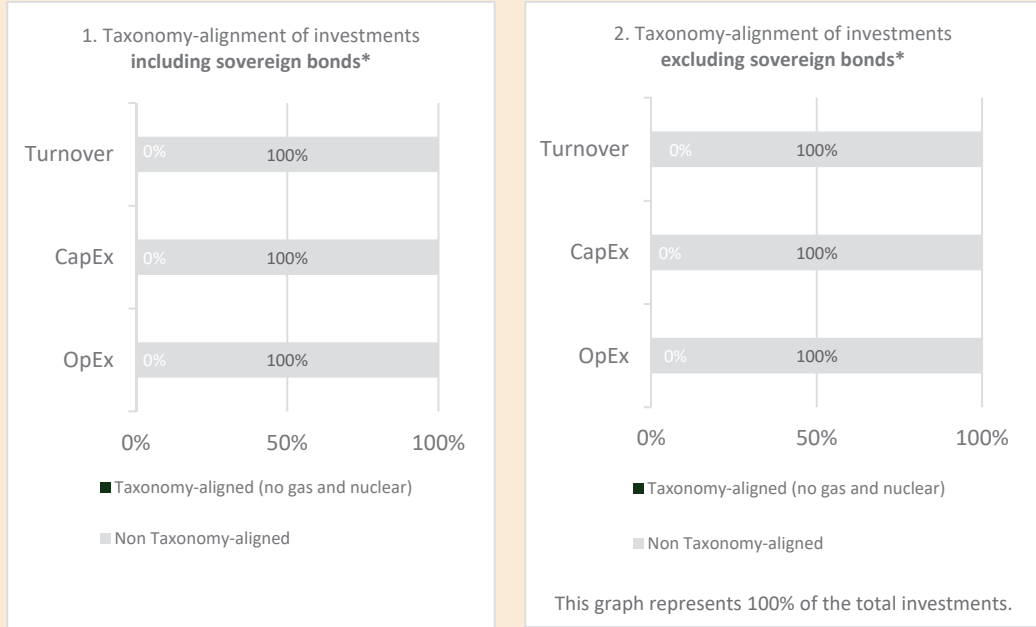 1. Taxonomy-alignment of investments
including sovereign bonds*
Turnover
0%
100%
CapEx
0%
100%
OpEx
0%
100%
0%
50%
100%
Taxonomy-aligned (no gas and nuclear)
Non Taxonomy-aligned
2. Taxonomy-alignment of investments
excluding sovereign bonds*
Turnover
0%
100%
CapEx
0%
100%
OpEx
0%
100%
0%
50%
100%
Taxonomy-aligned (no gas and nuclear)
Non Taxonomy-aligned
This graph represents 100% of the total investments.